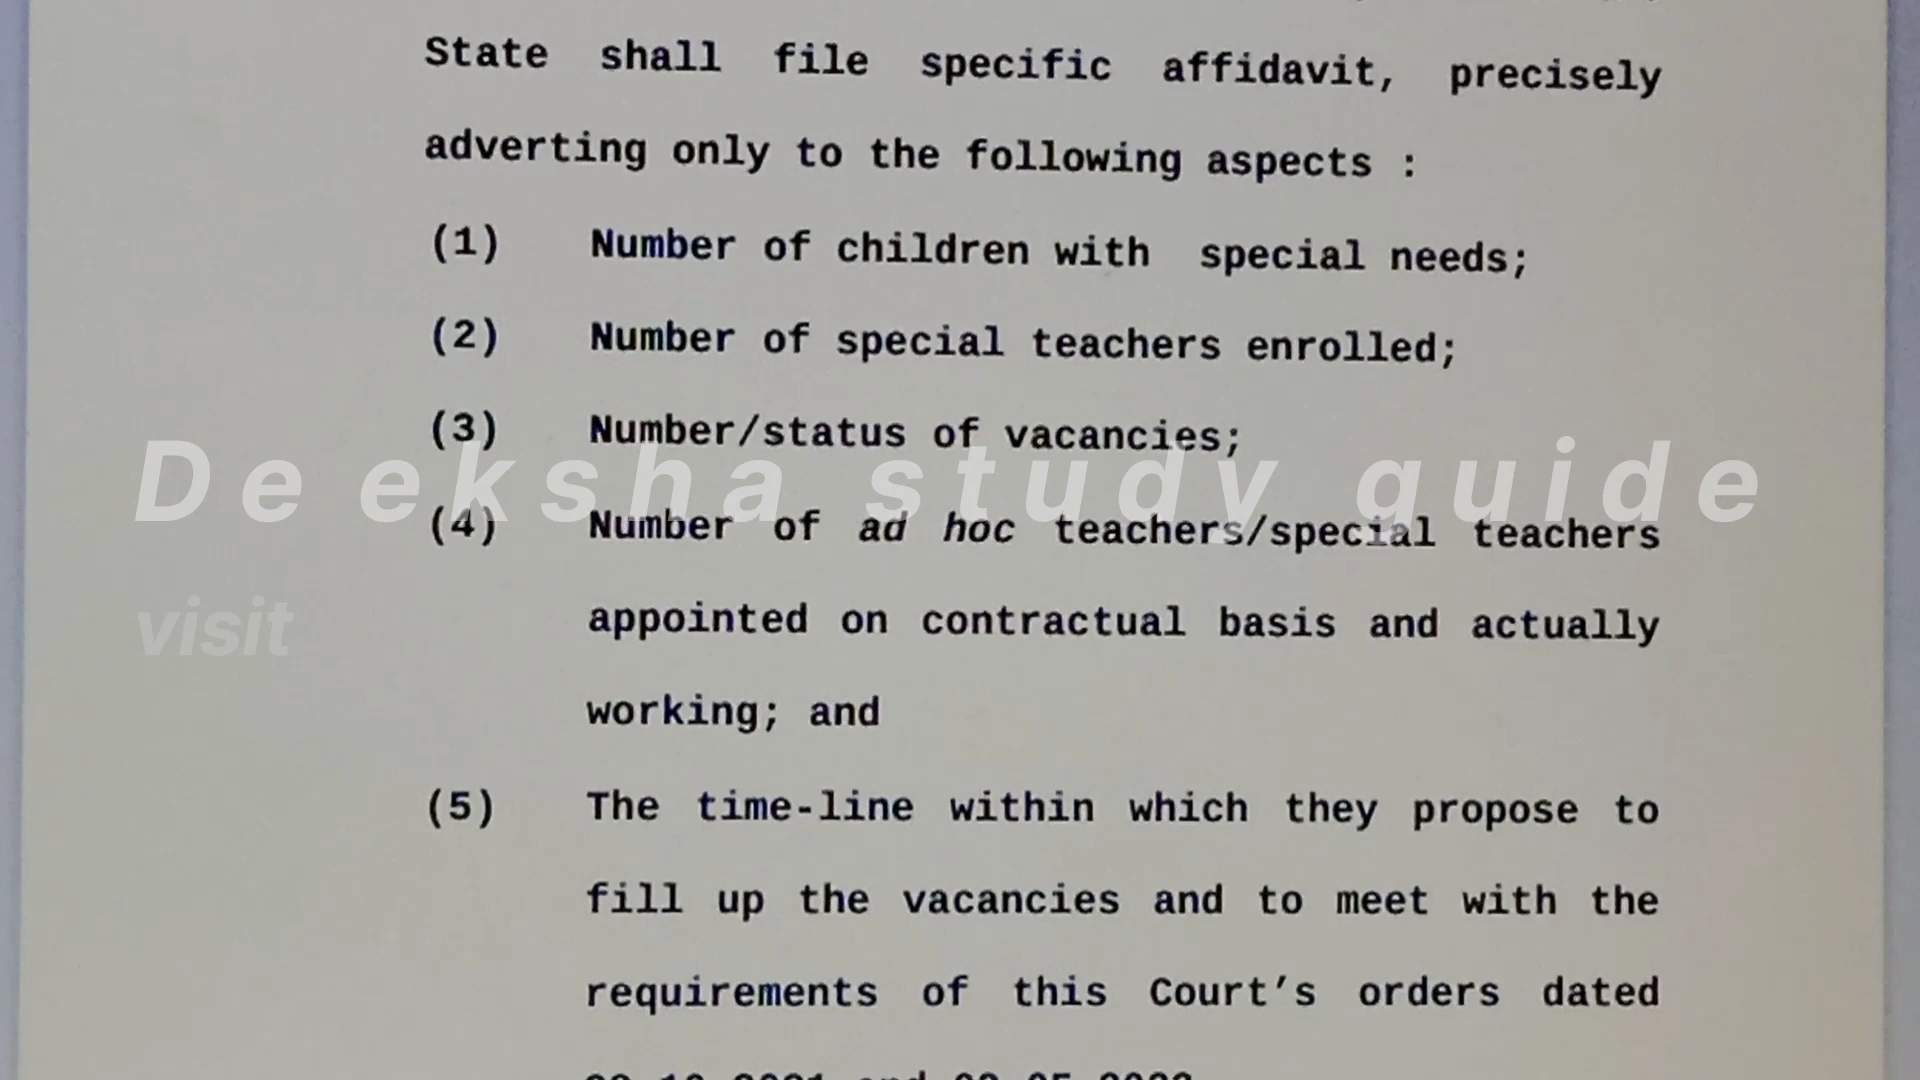 State shall file specific affidavit, precisely
adverting only to the following aspects :
(1) Number of children with special needs;
(2) Number of special teachers enrolled;
(3) Number/status of vacancies;
Deeksha study guide
(4) Number of ad hoc teachers/special teachers
appointed on contractual basis and actually
visit
working; and
(5) The time-line within which they propose to
fill up the vacancies and to meet with the
requirements of this Court's orders dated